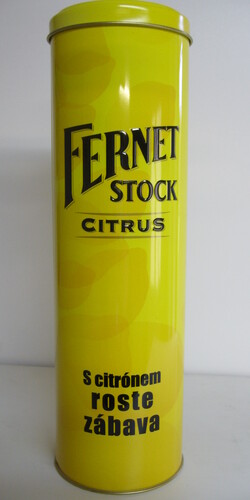 FERNET
STOCK
CITRUS
S citrónem
roste
zábava